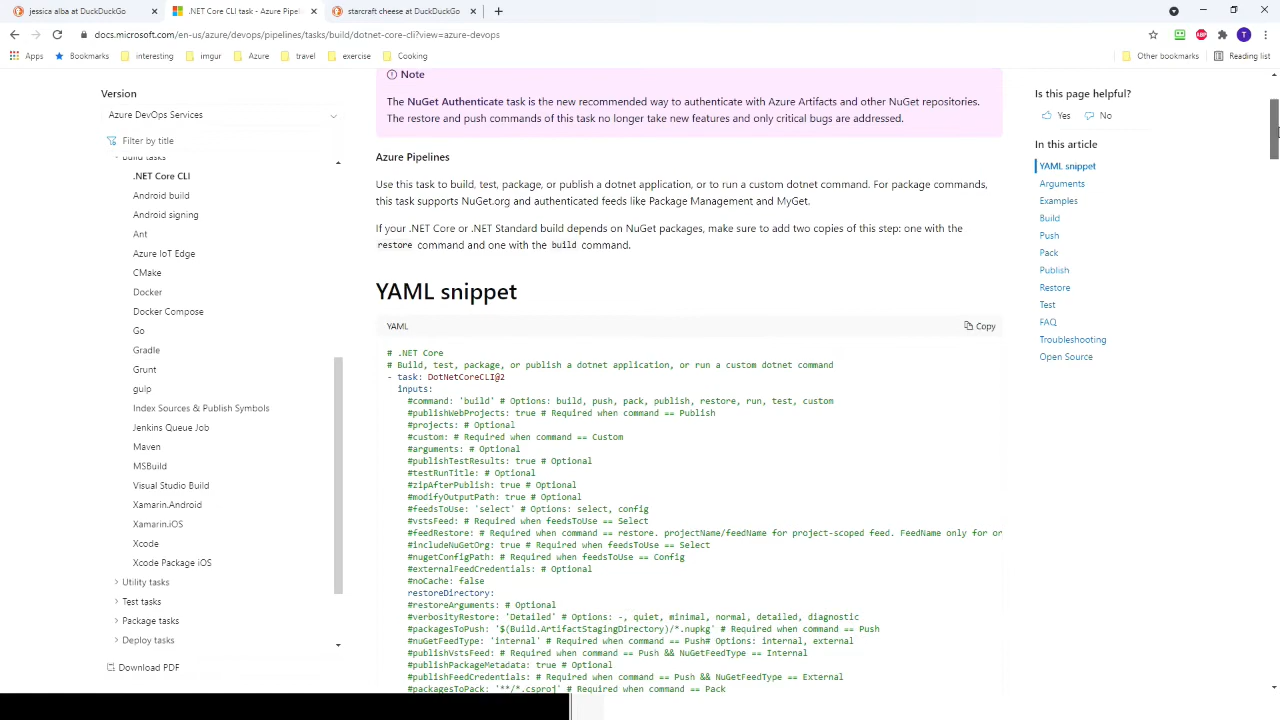 jessica alba at DuckDuckGo
.NET Core CLI task - Azure Pipeli
starcraft cheese at DuckDuckGo
docs.microsoft.com/en-us/azure/devops/pipelines/tasks/build/dotnet-core-cli?view=azure-devops
ABP
T
Apps
Bookmarks
interesting
imgur
Azure
travel
exercise
Cooking
Other bookmarks
Reading list
Version
Azure DevOps Services
Filter by title
Build tasks
.NET Core CLI
Android build
Android signing
Ant
Azure IoT Edge
CMake
Docker
Docker Compose
Go
Gradle
Grunt
gulp
Index Sources & Publish Symbols
Jenkins Queue Job
Maven
MSBuild
Visual Studio Build
Xamarin.Android
Xamarin.iOS
Xcode
Xcode Package iOS
Utility tasks
Test tasks
Package tasks
Deploy tasks
Download PDF
Note
The NuGet Authenticate task is the new recommended way to authenticate with Azure Artifacts and other NuGet repositories.
The restore and push commands of this task no longer take new features and only critical bugs are addressed.
Azure Pipelines
Use this task to build, test, package, or publish a dotnet application, or to run a custom dotnet command. For package commands,
this task supports NuGet.org and authenticated feeds like Package Management and MyGet.
If your .NET Core or .NET Standard build depends on NuGet packages, make sure to add two copies of this step: one with the
restore command and one with the build command.
YAML snippet
YAML
Copy
# .NET Core
# Build, test, package, or publish a dotnet application, or run a custom dotnet command
- task: DotNetCoreCLI@2
inputs:
#command: 'build' # Options: build, push, pack, publish, restore, run, test, custom
#publishWebProjects: true # Required when command == Publish
#projects: # Optional
#custom: # Required when command == Custom
#arguments: # Optional
#publishTestResults: true # Optional
#testRunTitle: # Optional
#zipAfterPublish: true # Optional
#modifyOutputPath: true # Optional
#feedsToUse: 'select' # Options: select, config
#vstsFeed: # Required when feedsToUse == Select
#feedRestore: # Required when command == restore. projectName/feedName for project-scoped feed. FeedName only for or
#includeNuGetOrg: true # Required when feedsToUse == Select
#nugetConfigPath: # Required when feedsToUse == Config
#externalFeedCredentials: # Optional
#noCache: false
restoreDirectory:
#restoreArguments: # Optional
#verbosityRestore: 'Detailed' # Options: -, quiet, minimal, normal, detailed, diagnostic
#packagesToPush: '$(Build.ArtifactStagingDirectory)/*.nupkg' # Required when command == Push
#nuGetFeedType: 'internal' # Required when command == Push# Options: internal, external
#publishVstsFeed: # Required when command == Push && NuGetFeedType == Internal
#publishPackageMetadata: true # Optional
#publishFeedCredentials: # Required when command == Push && NuGetFeedType == External
#packagesToPack: '**/*.csproj' # Required when command == Pack
Is this page helpful?
Yes
No
In this article
YAML snippet
Arguments
Examples
Build
Push
Pack
Publish
Restore
Test
FAQ
Troubleshooting
Open Source